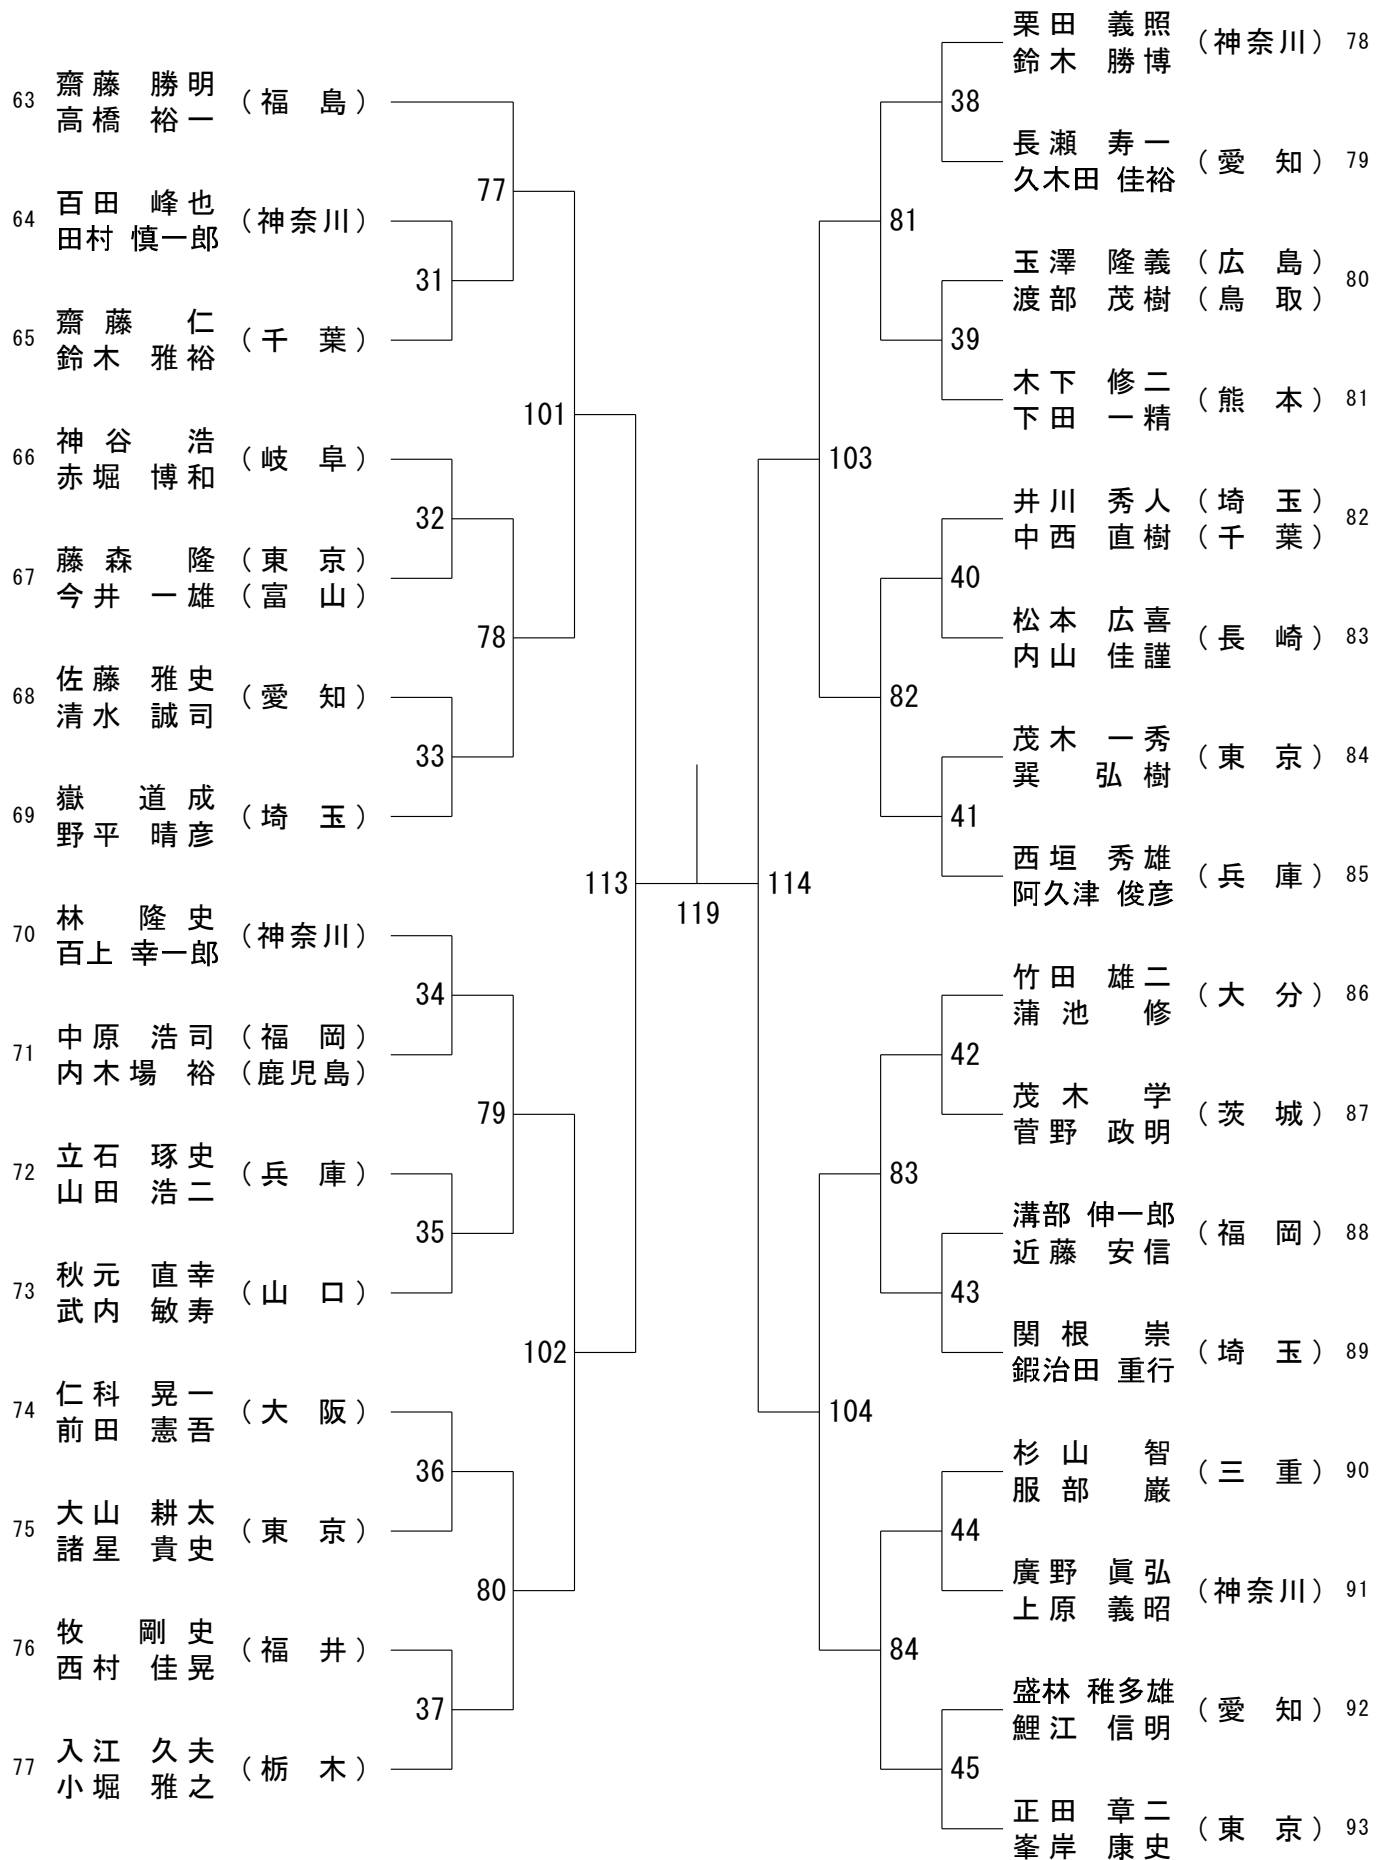 63 齋藤 勝明 (福島)
高橋 裕一
77
64 百田 峰也 (神奈川)
田村 慎一郎
31
65 齋藤 仁 (千葉)
鈴木 雅裕
101
66 神谷 浩 (岐阜)
赤堀 博和
32
67 藤森 隆 (東京)
今井 一雄 (富山)
78
68 佐藤 雅史 (愛知)
清水 誠司
33
69 嶽 道成 (埼玉)
野平 晴彦
113
70 林 隆史 (神奈川)
百上 幸一郎
34
71 中原 浩司 (福岡)
内木場 裕 (鹿児島)
79
72 立石 琢史 (兵庫)
山田 浩二
35
73 秋元 直幸 (山口)
武内 敏寿
102
74 仁科 晃一 (大阪)
前田 憲吾
36
75 大山 耕太 (東京)
諸星 貴史
80
76 牧 剛史 (福井)
西村 佳晃
37
77 入江 久夫 (栃木)
小堀 雅之
119
栗田 義照 (神奈川) 78
鈴木 勝博
38
長瀬 寿一 (愛知) 79
久木田 佳裕
81
玉澤 隆義 (広島) 80
渡部 茂樹 (鳥取)
39
木下 修二 (熊本) 81
下田 一精
103
井川 秀人 (埼玉) 82
中西 直樹 (千葉)
40
松本 広喜 (長崎) 83
内山 佳謹
82
茂木 一秀 (東京) 84
巽 弘樹
41
西垣 秀雄 (兵庫) 85
阿久津 俊彦
114
竹田 雄二 (大分) 86
蒲池 修
42
茂木 学 (茨城) 87
菅野 政明
83
溝部 伸一郎 (福岡) 88
近藤 安信
43
関根 崇 (埼玉) 89
鍜治田 重行
104
杉山 智 (三重) 90
服部 巌
44
廣野 眞弘 (神奈川) 91
上原 義昭
84
盛林 稚多雄 (愛知) 92
鯉江 信明
45
正田 章二 (東京) 93
峯岸 康史